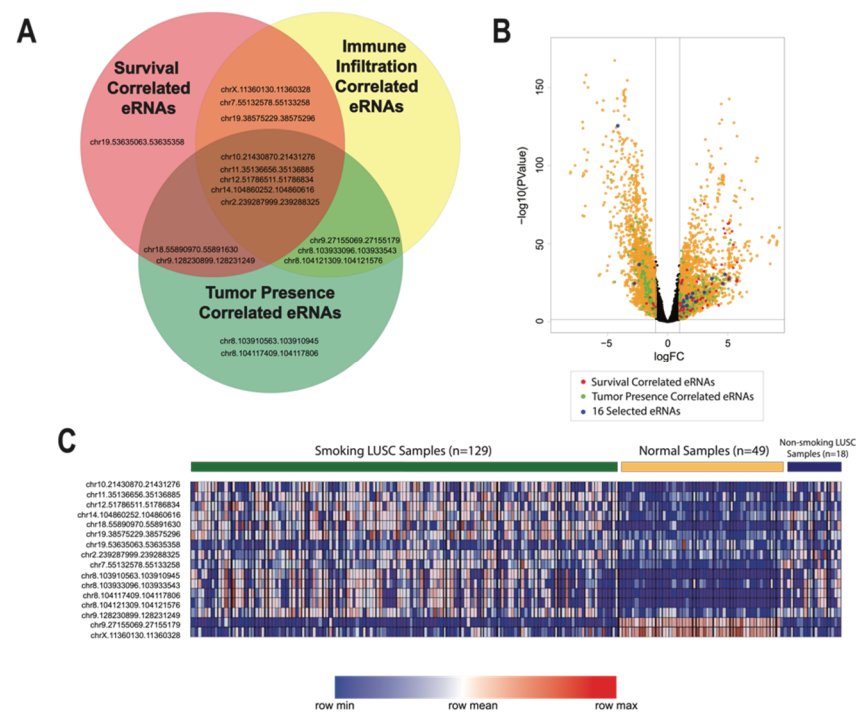 A
Survival
Correlated
eRNAs
Immune
Infiltration
Correlated
eRNAs
chrX.11360130.11360328
chr7.55132578.55133258
chr19.38575229.38575296
chr19.53635063.53635358
chr10.21430870.21431276
chr11.35136656.35136885
chr12.51786511.51786834
chr14.104860252.104860616
chr2.239287999.239288325
chr18.55890970.55891630
chr9.128230899.128231249
chr9.27155069.27155179
chr8.103933096.103933543
chr8.104121309.104121576
Tumor Presence
Correlated eRNAs
chr8.103910563.103910945
chr8.104117409.104117806
B
−log10(PValue)
150
100
50
0
−5
0
5
logFC
Survival Correlated eRNAs
Tumor Presence Correlated eRNAs
16 Selected eRNAs
C
Smoking LUSC Samples (n=129)
Normal Samples (n=49)
Non-smoking LUSC
Samples (n=18)
chr10.21430870.21431276
chr11.35136656.35136885
chr12.51786511.51786834
chr14.104860252.104860616
chr18.55890970.55891630
chr19.38575229.38575296
chr19.53635063.53635358
chr2.239287999.239288325
chr7.55132578.55133258
chr8.103910563.103910945
chr8.103933096.103933543
chr8.104117409.104117806
chr8.104121309.104121576
chr9.128230899.128231249
chr9.27155069.27155179
chrX.11360130.11360328
row min
row mean
row max